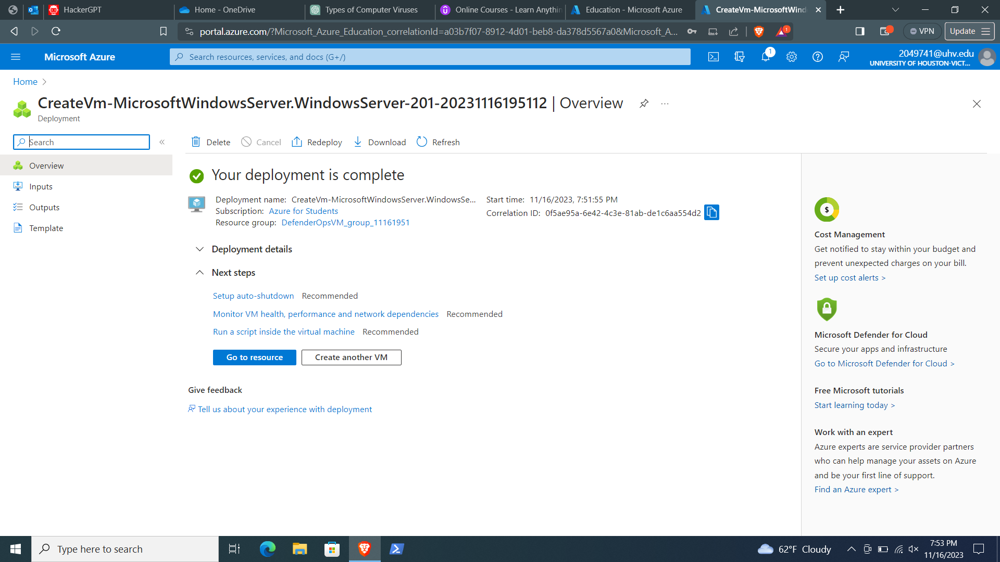 HackerGPT
Home - OneDrive
Types of Computer Viruses
Online Courses - Learn Anythin
Education - Microsoft Azure
CreateVm-MicrosoftWind
portal.azure.com/?Microsoft_Azure_Education_correlationId=a03b7f07-8912-4d01-beb8-da378d5567a0&Microsoft_A...
1
VPN
Update
Microsoft Azure
Search resources, services, and docs (G+/)
1
2049741@uhv.edu
UNIVERSITY OF HOUSTON-VICT...
Home
CreateVm-MicrosoftWindowsServer.WindowsServer-201-20231116195112 | Overview
...
Deployment
Search
«
Delete
Cancel
Redeploy
Download
Refresh
Overview
Inputs
Outputs
Template
Your deployment is complete
Deployment name: CreateVm-MicrosoftWindowsServer.WindowsSe...
Subscription: Azure for Students
Resource group: DefenderOpsVM_group_11161951
Start time: 11/16/2023, 7:51:55 PM
Correlation ID: 0f5ae95a-6e42-4c3e-81ab-de1c6aa554d2
Deployment details
Next steps
Setup auto-shutdown Recommended
Monitor VM health, performance and network dependencies Recommended
Run a script inside the virtual machine Recommended
Go to resource
Create another VM
Give feedback
Tell us about your experience with deployment
$
Cost Management
Get notified to stay within your budget and
prevent unexpected charges on your bill.
Set up cost alerts >
Microsoft Defender for Cloud
Secure your apps and infrastructure
Go to Microsoft Defender for Cloud >
Free Microsoft tutorials
Start learning today >
Work with an expert
Azure experts are service provider partners
who can help manage your assets on Azure
and be your first line of support.
Find an Azure expert >
Type here to search
62°F Cloudy
7:53 PM
11/16/2023